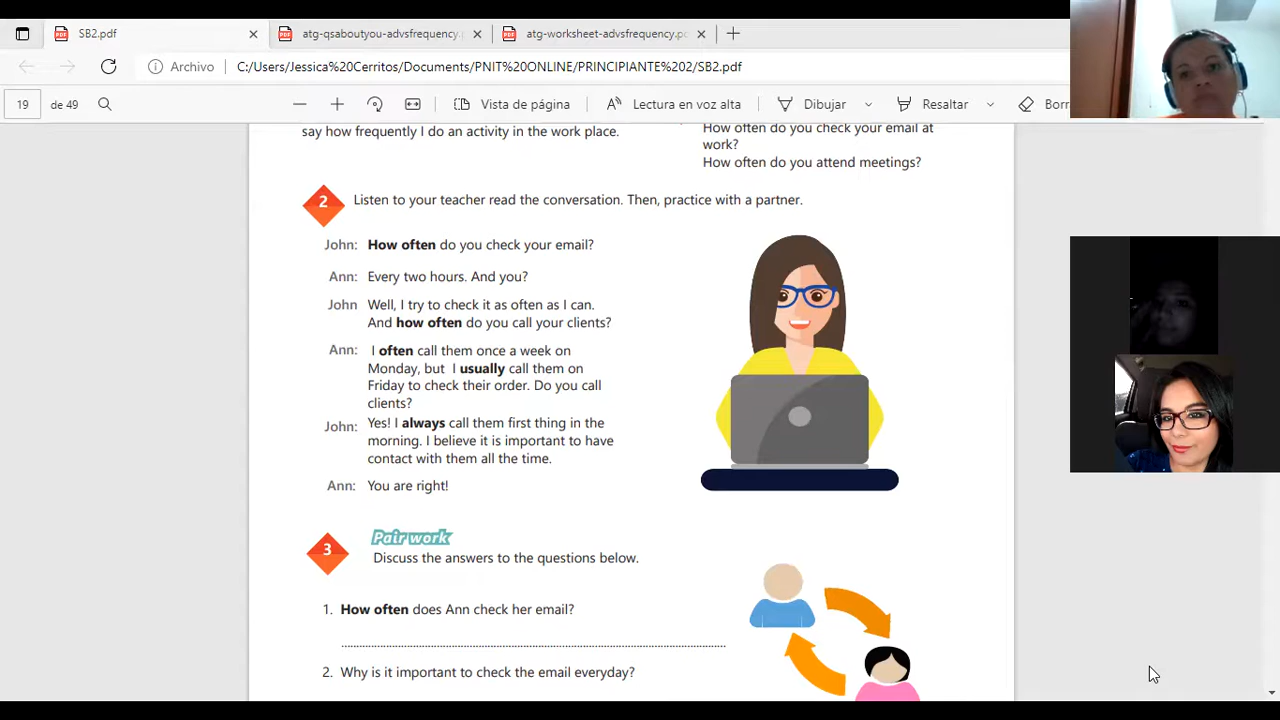 SB2.pdf
atg-qsaboutyou-advsfrequency.
atg-worksheet-advsfrequency.pc
Archivo
C:/Users/Jessica%20Cerritos/Documents/PNIT%20ONLINE/PRINCIPIANTE%202/SB2.pdf
19 de 49
Vista de página
Lectura en voz alta
Dibujar
Resaltar
Borr
say how frequently I do an activity in the work place.
How often do you check your email at
work?
How often do you attend meetings?
2 Listen to your teacher read the conversation. Then, practice with a partner.
John: How often do you check your email?
Ann: Every two hours. And you?
John Well, I try to check it as often as I can.
And how often do you call your clients?
Ann: I often call them once a week on
Monday, but I usually call them on
Friday to check their order. Do you call
clients?
John: Yes! I always call them first thing in the
morning. I believe it is important to have
contact with them all the time.
Ann: You are right!
3 Pair work
Discuss the answers to the questions below.
1. How often does Ann check her email?
2. Why is it important to check the email everyday?